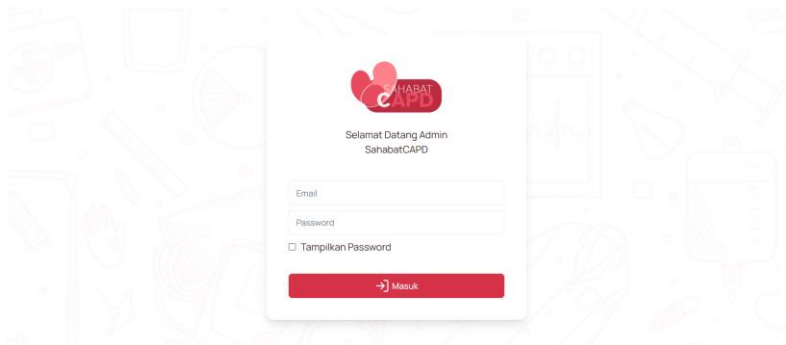 SAHABAT
CAPD
Selamat Datang Admin
SahabatCAPD
Email
Password
Tampilkan Password
Masuk